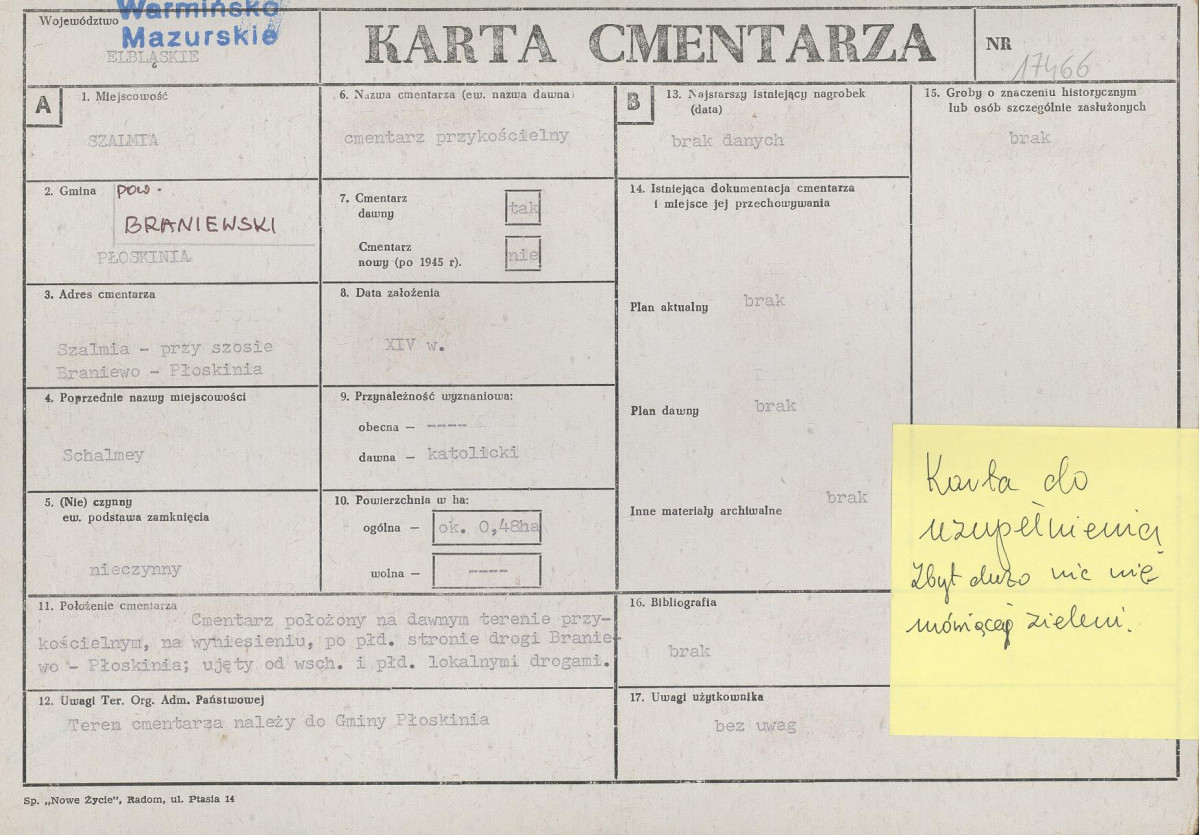 Województwo
Warmińsko
Mazurskie
ELBLĄSKIE
KARTA CMENTARZA
NR
17466
A
1. Miejscowość
SZALMIA
2. Gmina
POW.
BRANIEWSKI
PŁOSKINIA
3. Adres cmentarza
Szalmia - przy szosie
Braniewo - Płoskinia
4. Poprzednie nazwy miejscowości
Schalmey
5. (Nie) czynny
ew. podstawa zamknięcia
nieczynny
6. Nazwa cmentarza (ew. nazwa dawna)
cmentarz przykościelny
7. Cmentarz
dawny
tak
Cmentarz
nowy (po 1945 r).
nie
8. Data założenia
XIV w.
9. Przynależność wyznaniowa:
obecna — ----
dawna — katolicki
10. Powierzchnia w ha:
ogólna — ok. 0,48ha
wolna — ----
11. Położenie cmentarza
Cmentarz położony na dawnym terenie przy-
kościelnym, na wyniesieniu, po płd. stronie drogi Branie-
wo - Płoskinia; ujęty od wsch. i płd. lokalnymi drogami.
12. Uwagi Ter. Org. Adm. Państwowej
Teren cmentarza należy do Gminy Płoskinia
B
13. Najstarszy istniejący nagrobek
(data)
brak danych
14. Istniejąca dokumentacja cmentarza
i miejsce jej przechowywania
Plan aktualny
brak
Plan dawny
brak
Inne materiały archiwalne
brak
15. Groby o znaczeniu historycznym
lub osób szczególnie zasłużonych
brak
16. Bibliografia
brak
17. Uwagi użytkownika
bez uwag
Karta do
uzupełnienia
Zbyt dużo nic nie
mówiącej zieleni.
Sp. „Nowe Życie”, Radom, ul. Ptasia 14